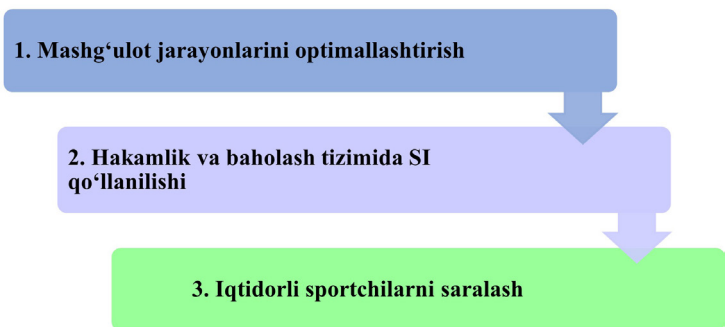 1. Mashg‘ulot jarayonlarini optimallashtirish
2. Hakamlik va baholash tizimida SI
qo‘llanilishi
3. Iqtidorli sportchilarni saralash